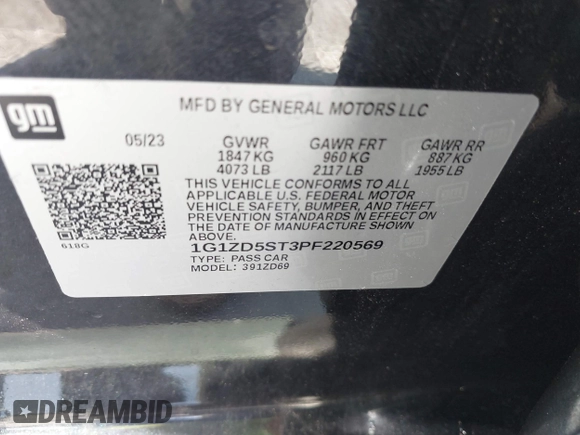 gm
MFD BY GENERAL MOTORS LLC
05/23 GVWR GAWR FRT GAWR RR
1847 KG 960 KG 887 KG
4073 LB 2117 LB 1955 LB
THIS VEHICLE CONFORMS TO ALL
APPLICABLE U.S. FEDERAL MOTOR
VEHICLE SAFETY, BUMPER, AND THEFT
PREVENTION STANDARDS IN EFFECT ON
THE DATE OF MANUFACTURE SHOWN
ABOVE.
618G 1G1ZD5ST3PF220569
TYPE: PASS CAR
MODEL: 391ZD69
DREAMBID